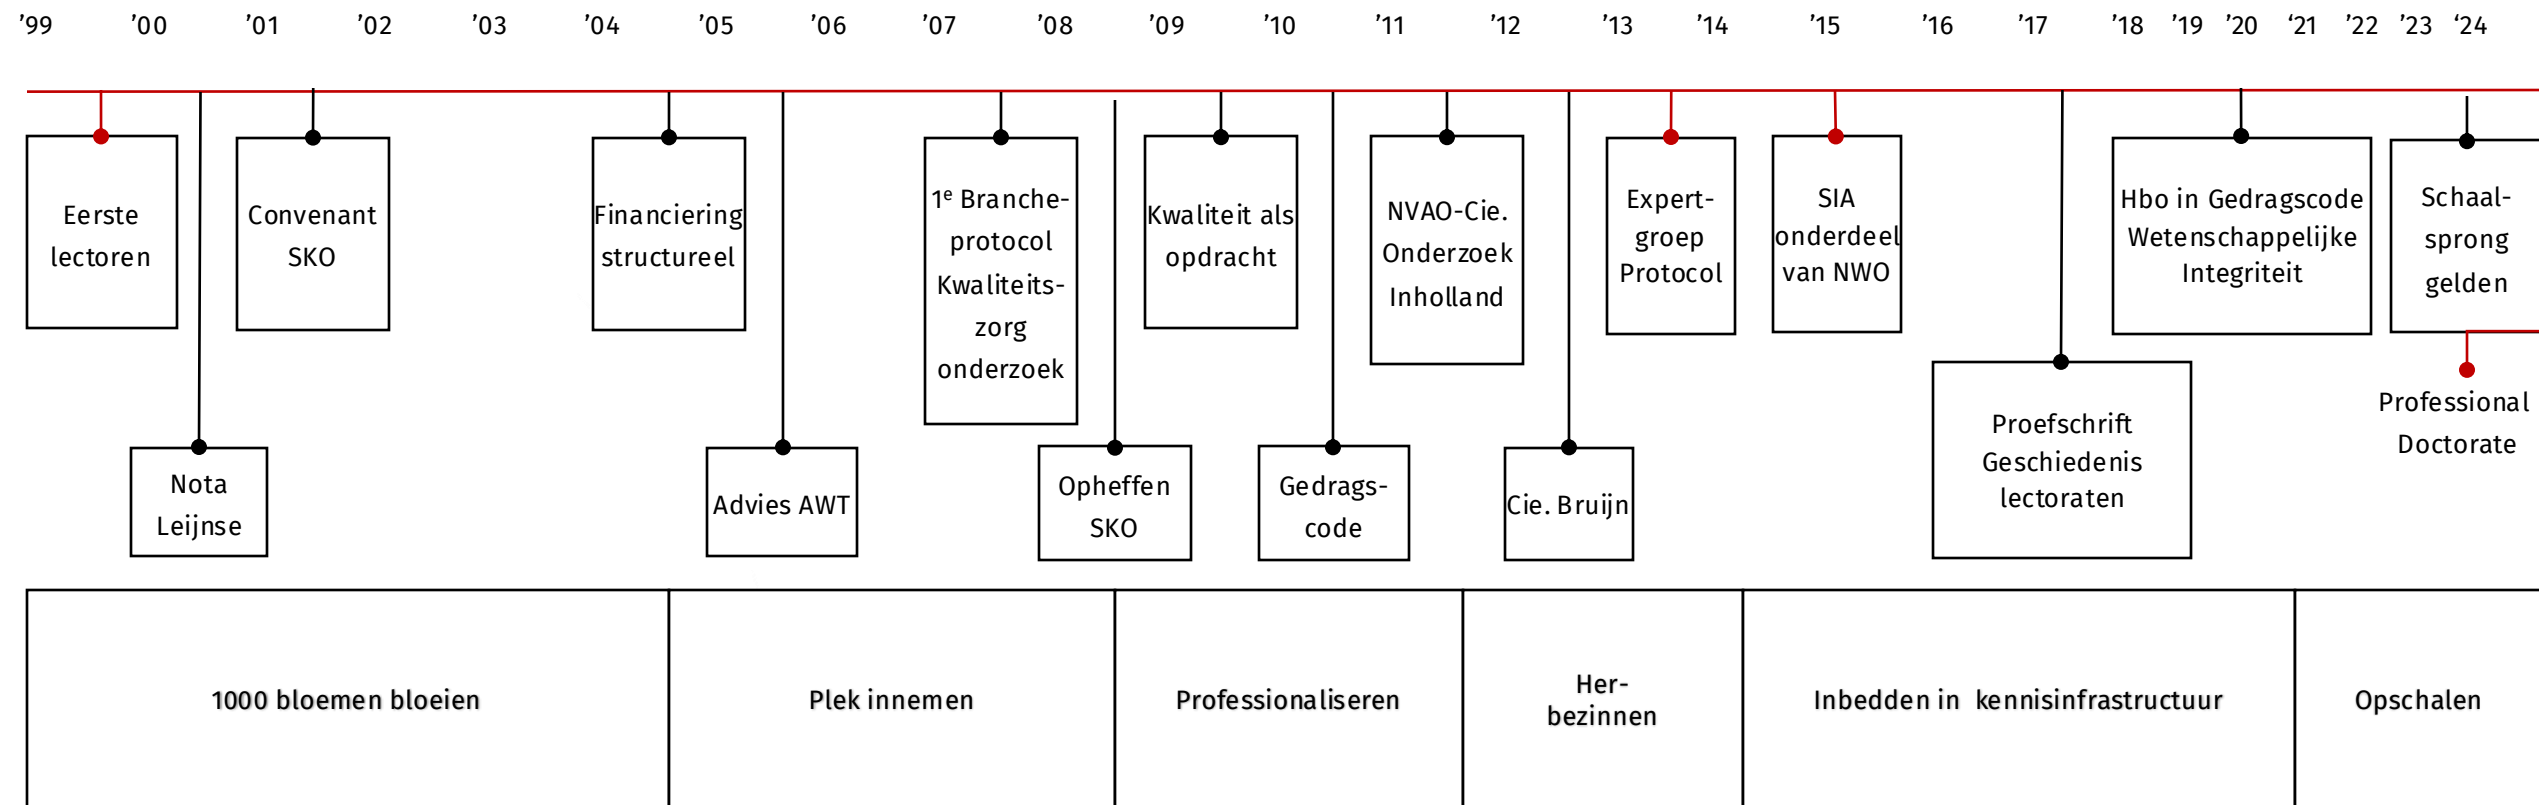 ’99 ’00 ’01 ’02 ’03 ’04 ’05 ’06 ’07 ’08 ’09 ’10 ’11 ’12 ’13 ’14 ’15 ’16 ’17 ’18 ’19 ’20 ‘21 ’22 ’23 ‘24
Eerste
lectoren
Nota
Leijnse
Convenant
SKO
Financiering
structureel
Advies AWT
1e Branche-
protocol
Kwaliteits-
zorg
onderzoek
Opheffen
SKO
Kwaliteit als
opdracht
Gedrags-
code
NVAO-Cie.
Onderzoek
Inholland
Cie. Bruijn
Expert-
groep
Protocol
SIA
onderdeel
van NWO
Proefschrift
Geschiedenis
lectoraten
Hbo in Gedragscode
Wetenschappelijke
Integriteit
Schaal-
sprong
gelden
Professional
Doctorate
1000 bloemen bloeien
Plek innemen
Professionaliseren
Her-
bezinnen
Inbedden in kennisinfrastructuur
Opschalen